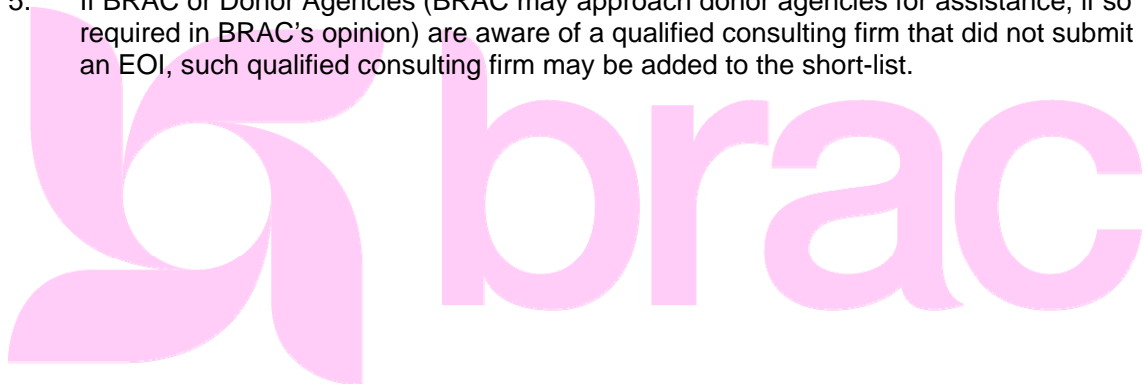 5. If BRAC or Donor Agencies (BRAC may approach donor agencies for assistance, if so
required in BRAC's opinion) are aware of a qualified consulting firm that did not submit
an EOI, such qualified consulting firm may be added to the short-list.
brac